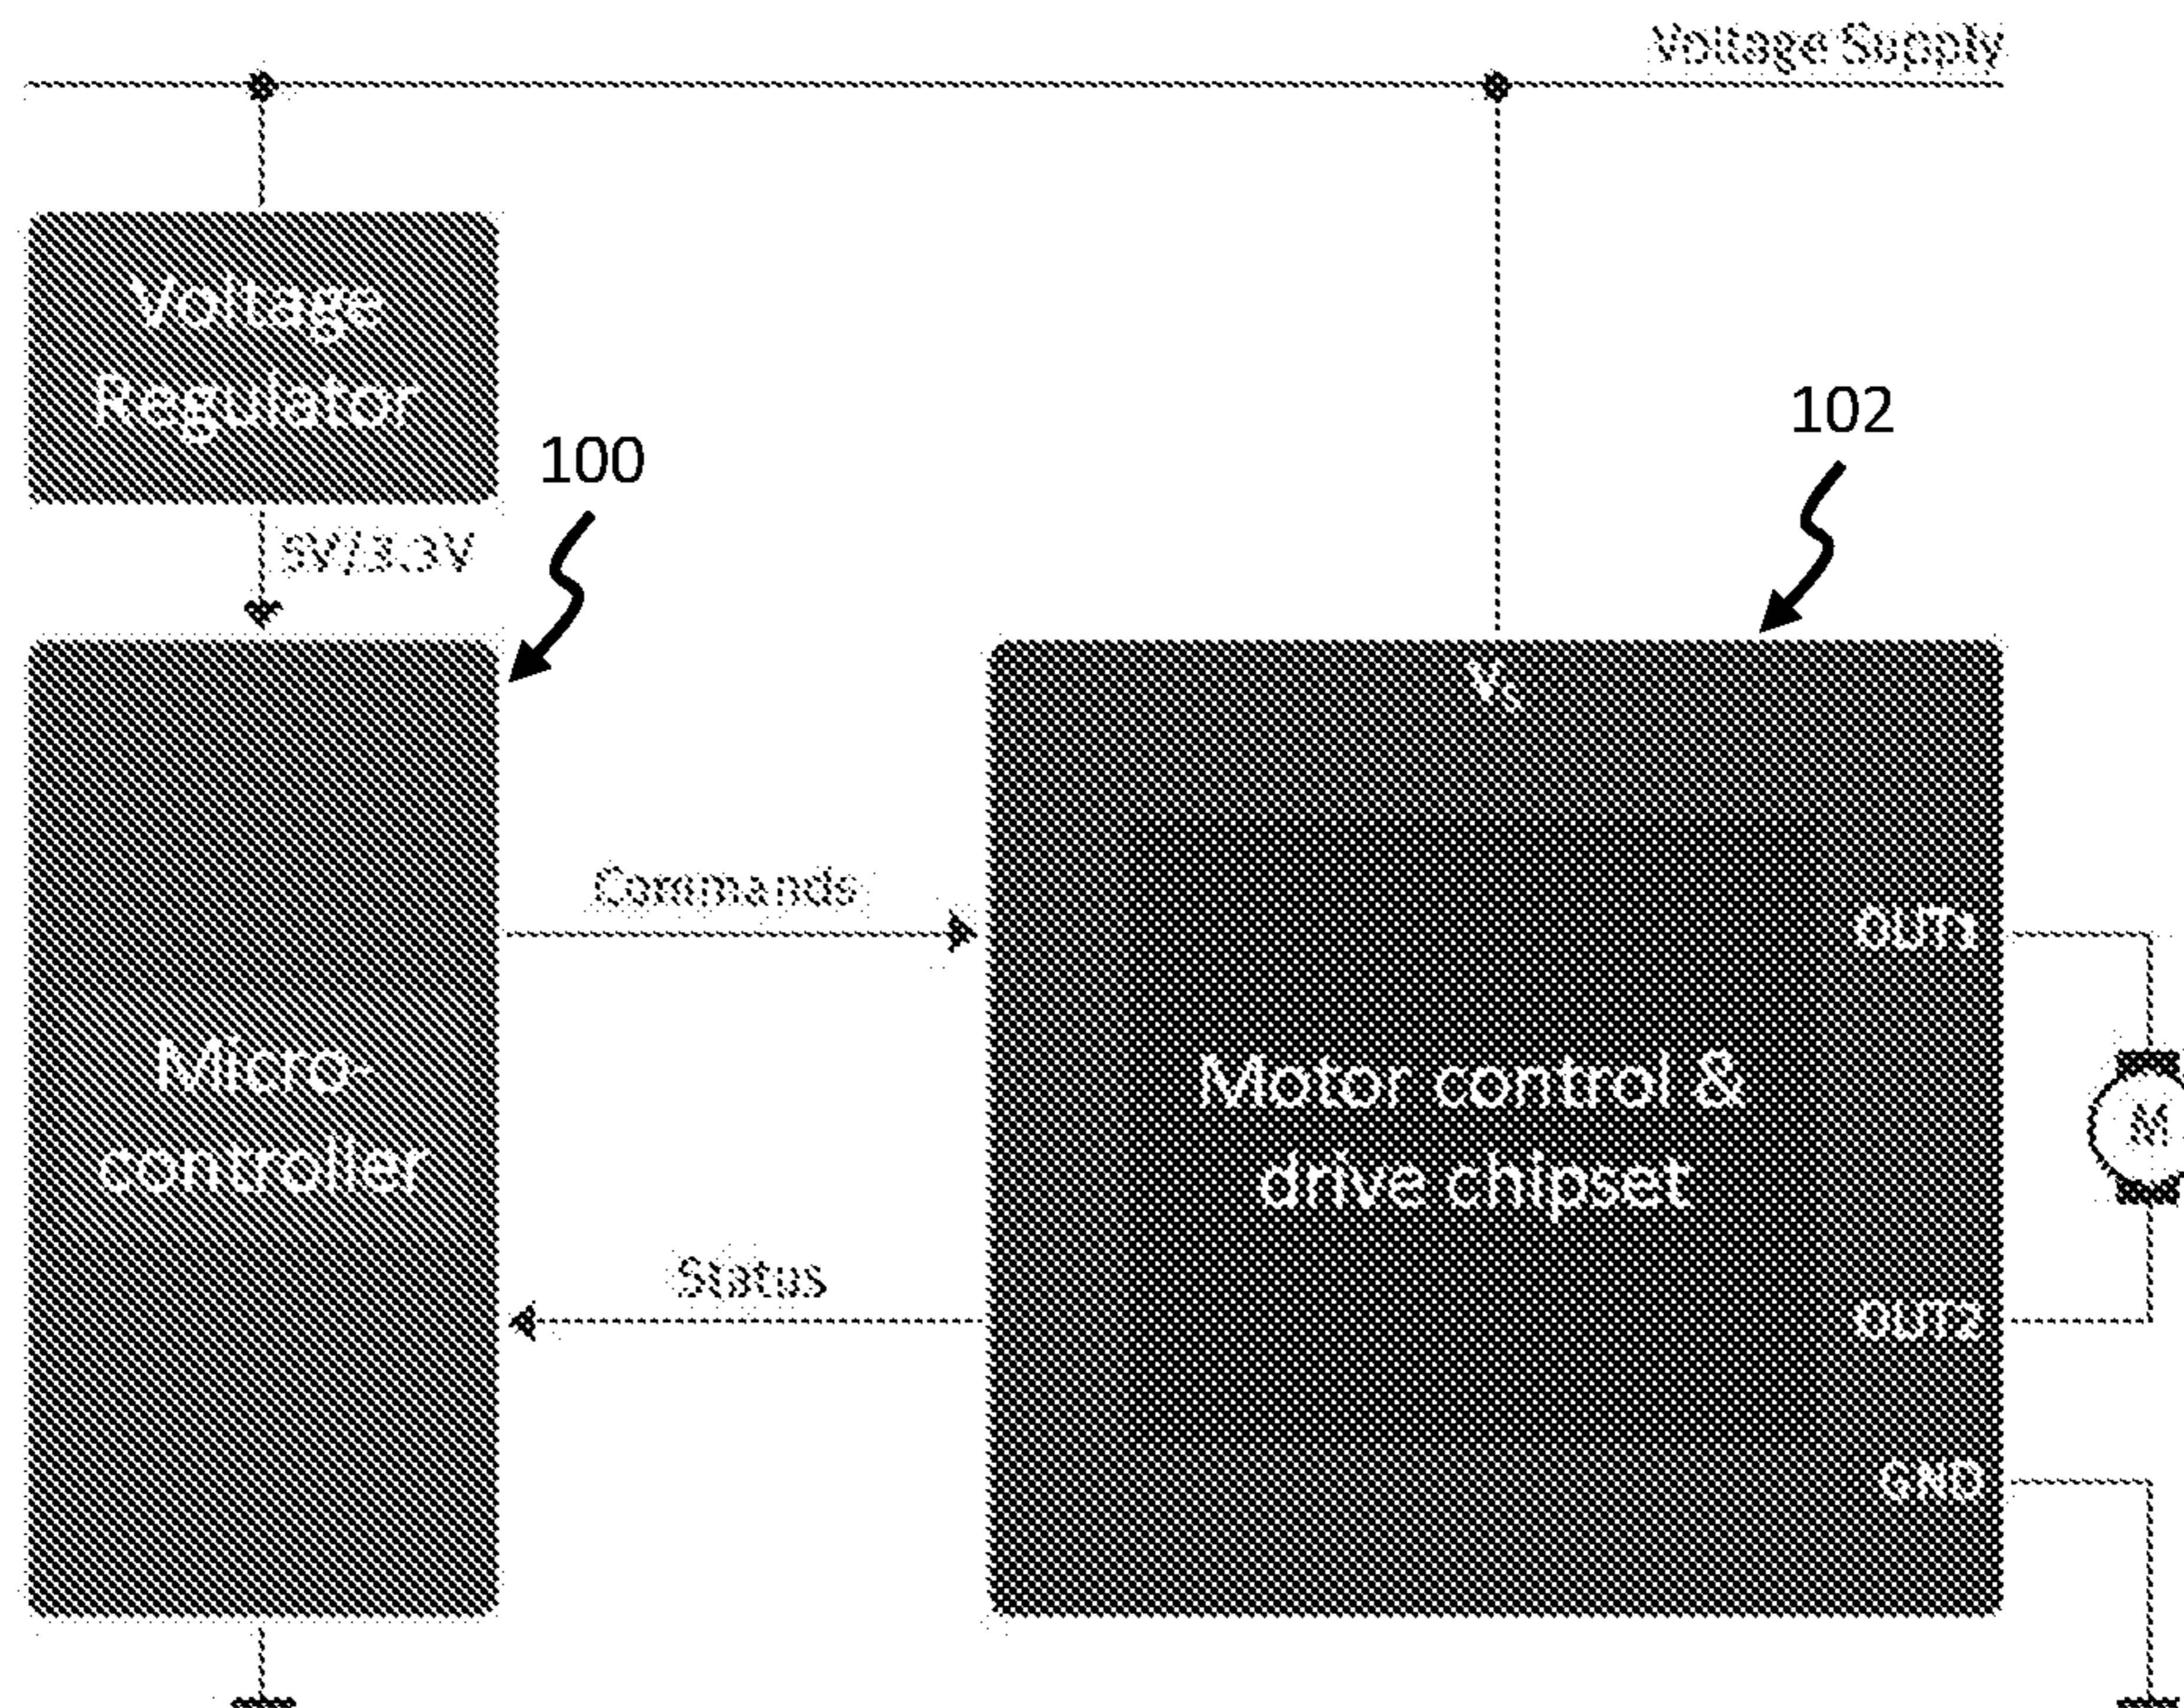 Voltage Supply
Voltage
Regulator
100
5V/3.3V
102
Vs
Commands
OUT1
Micro-
controller
Motor control &
drive chipset
M
Status
OUT2
GND